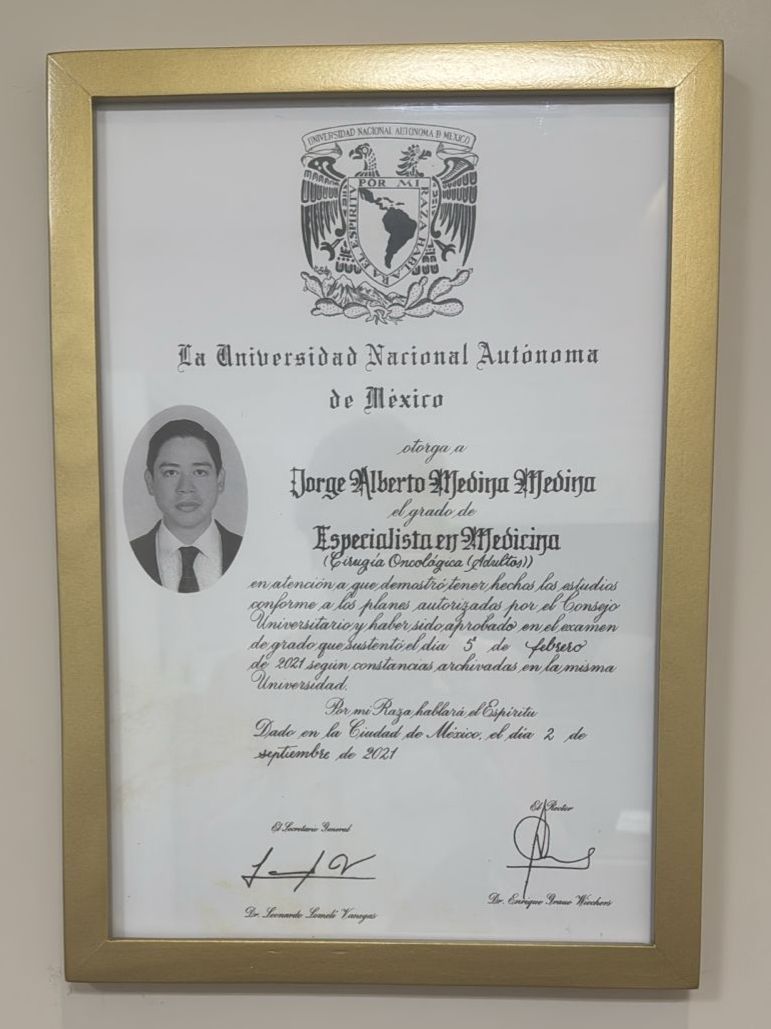 UNIVERSIDAD NACIONAL AUTONOMA D MEXICO
POR MI RAZA HABLARA EL ESPIRITU
La Universidad Nacional Autónoma
de México
otorga a
Jorge Alberto Medina Medina
el grado de
Especialista en Medicina
(Cirugía Oncológica (Adultos))
en atención a que demostró tener hechos los estudios
conforme a los planes autorizados por el Consejo
Universitario y haber sido aprobado en el examen
de grado que sustentó el día 5 de febrero
de 2021 según constancias archivadas en la misma
Universidad.
Por mi Raza hablará el Espíritu
Dado en la Ciudad de México, el día 2 de
septiembre de 2021
El Secretario General
El Rector
Dr. Leonardo Lomelí Vanegas
Dr. Enrique Graue Wiechers